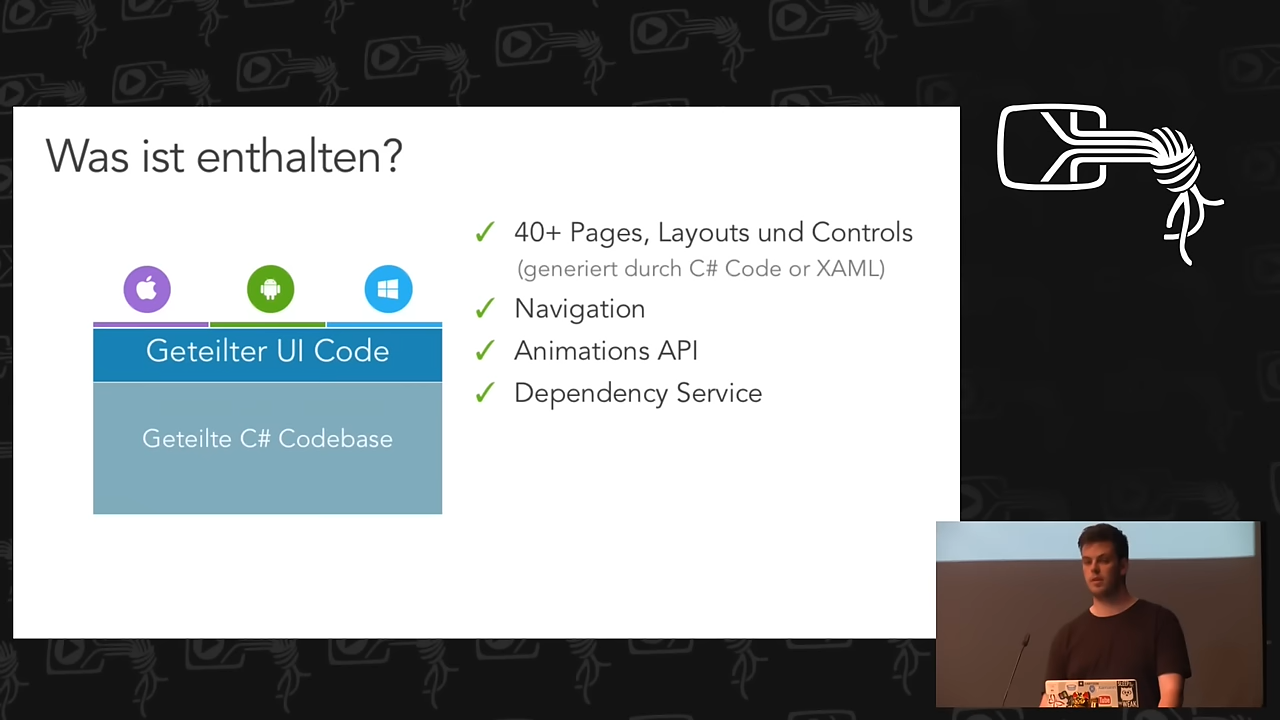 Was ist enthalten?
40+ Pages, Layouts und Controls
(generiert durch C# Code or XAML)
Navigation
Animations API
Dependency Service
Geteilter UI Code
Geteilte C# Codebase